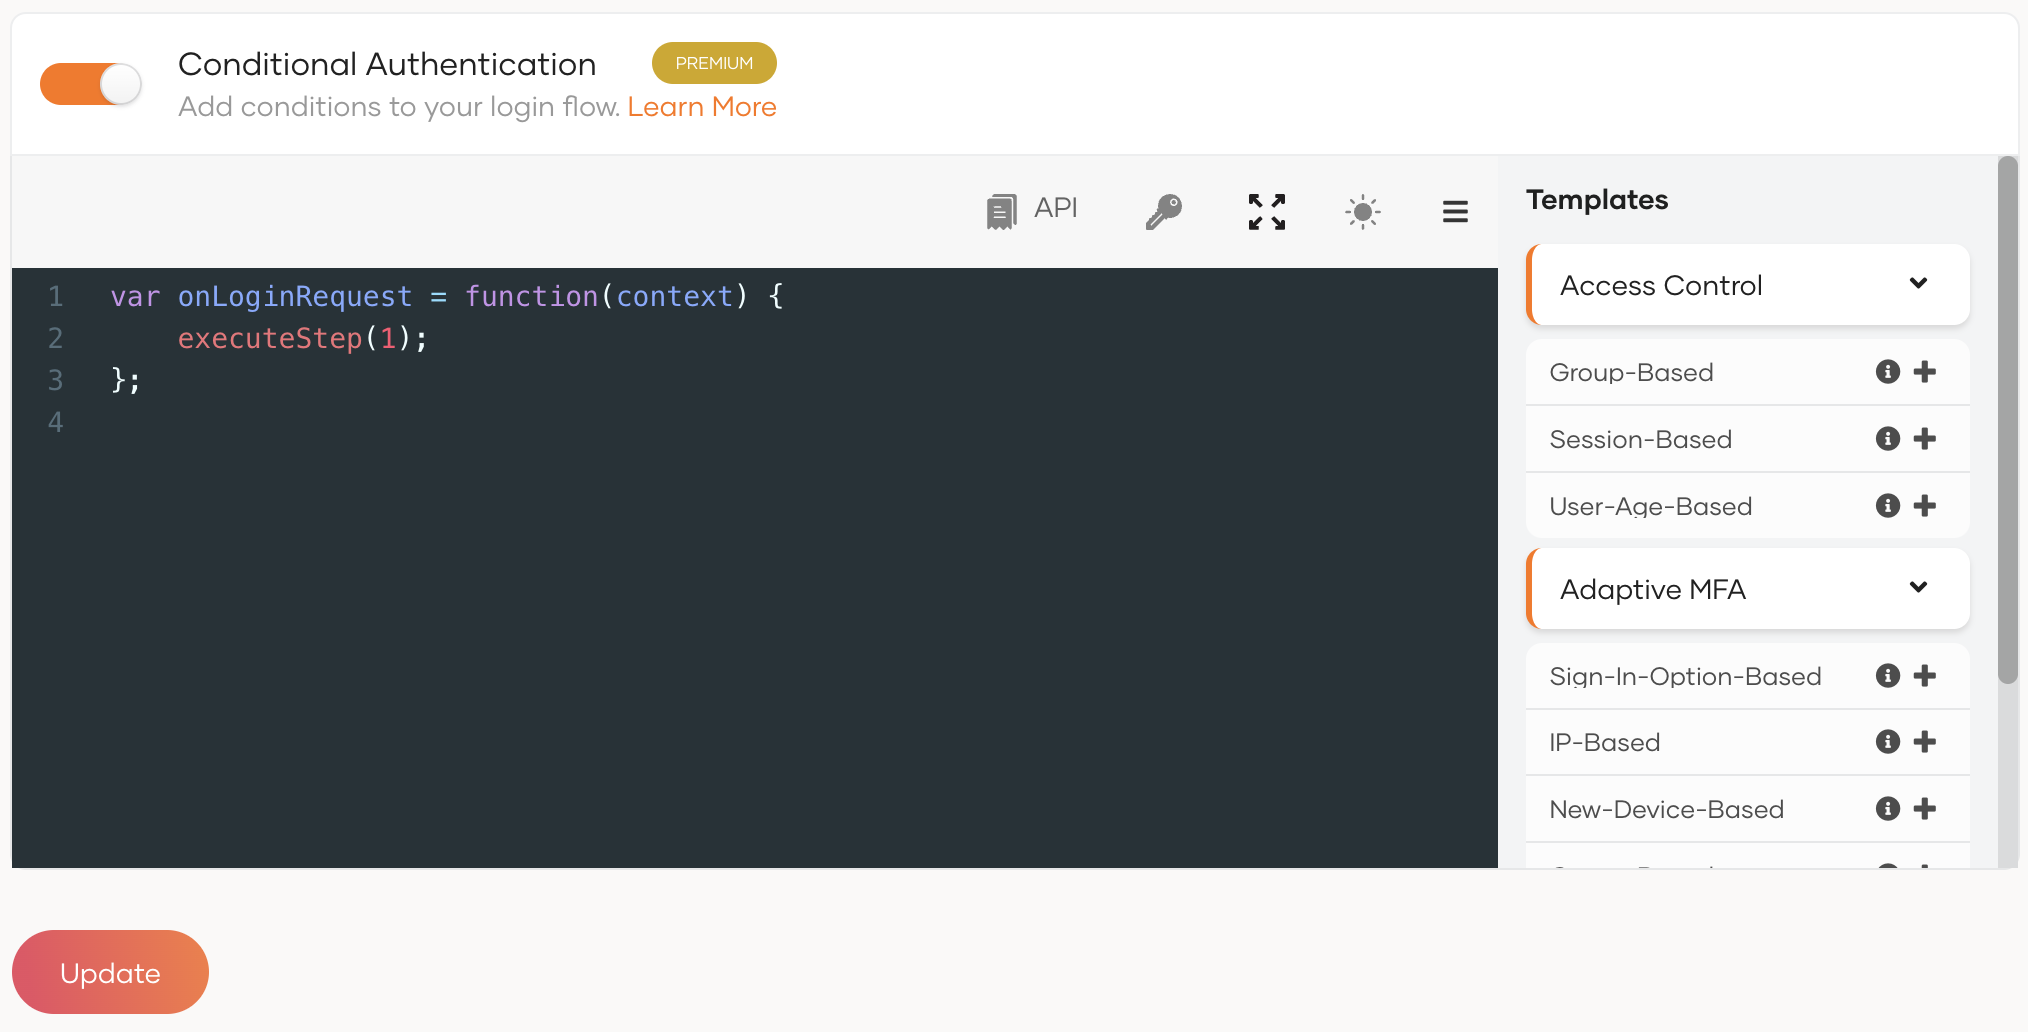 Conditional Authentication PREMIUM
Add conditions to your login flow. Learn More
API
1 var onLoginRequest = function(context) {
2 executeStep(1);
3 };
4
Templates
Access Control
Group-Based
Session-Based
User-Age-Based
Adaptive MFA
Sign-In-Option-Based
IP-Based
New-Device-Based
Update